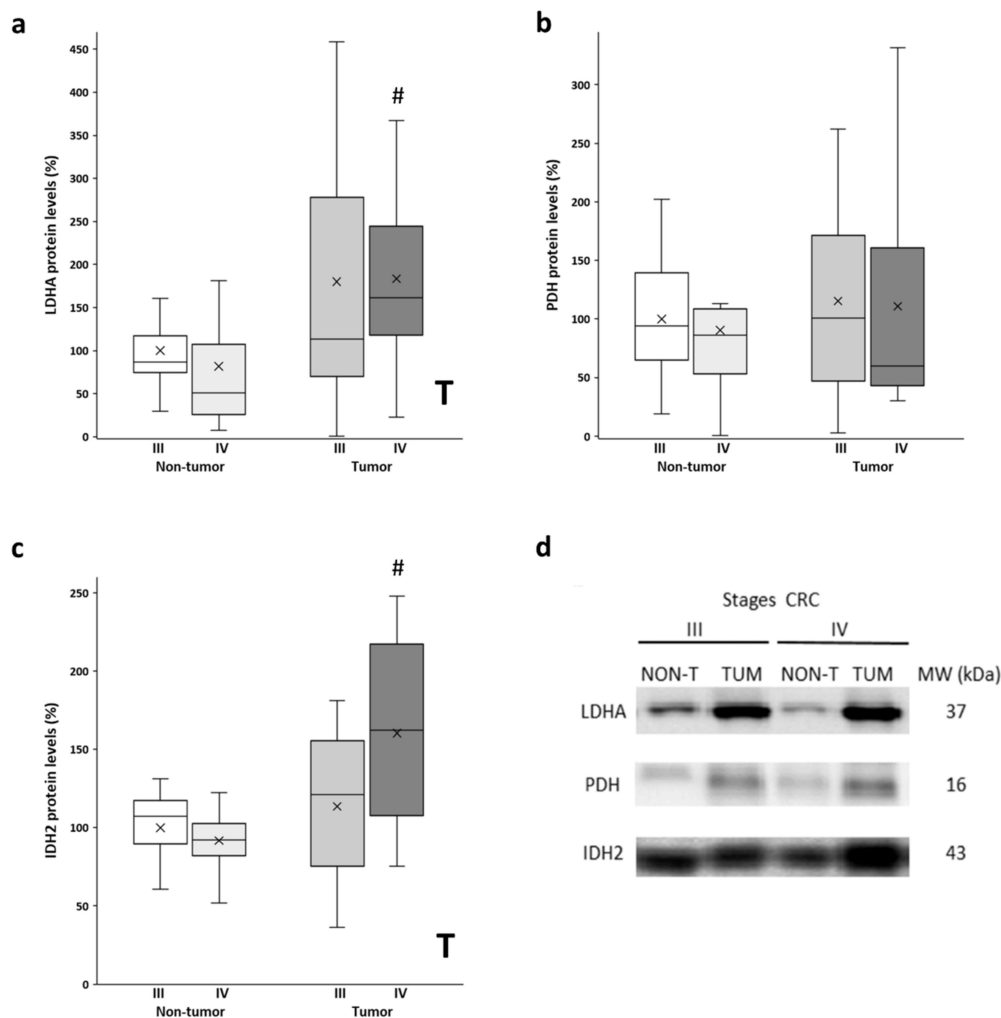 a
LDHA protein levels (%)
450
400
350
300
250
200
150
100
50
0
#
T
III IV III IV
Non-tumor Tumor
b
PDH protein levels (%)
300
250
200
150
100
50
0
III IV III IV
Non-tumor Tumor
c
IDH2 protein levels (%)
250
200
150
100
50
0
#
T
III IV III IV
Non-tumor Tumor
d
Stages CRC
III IV
NON-T TUM NON-T TUM MW (kDa)
LDHA 37
PDH 16
IDH2 43